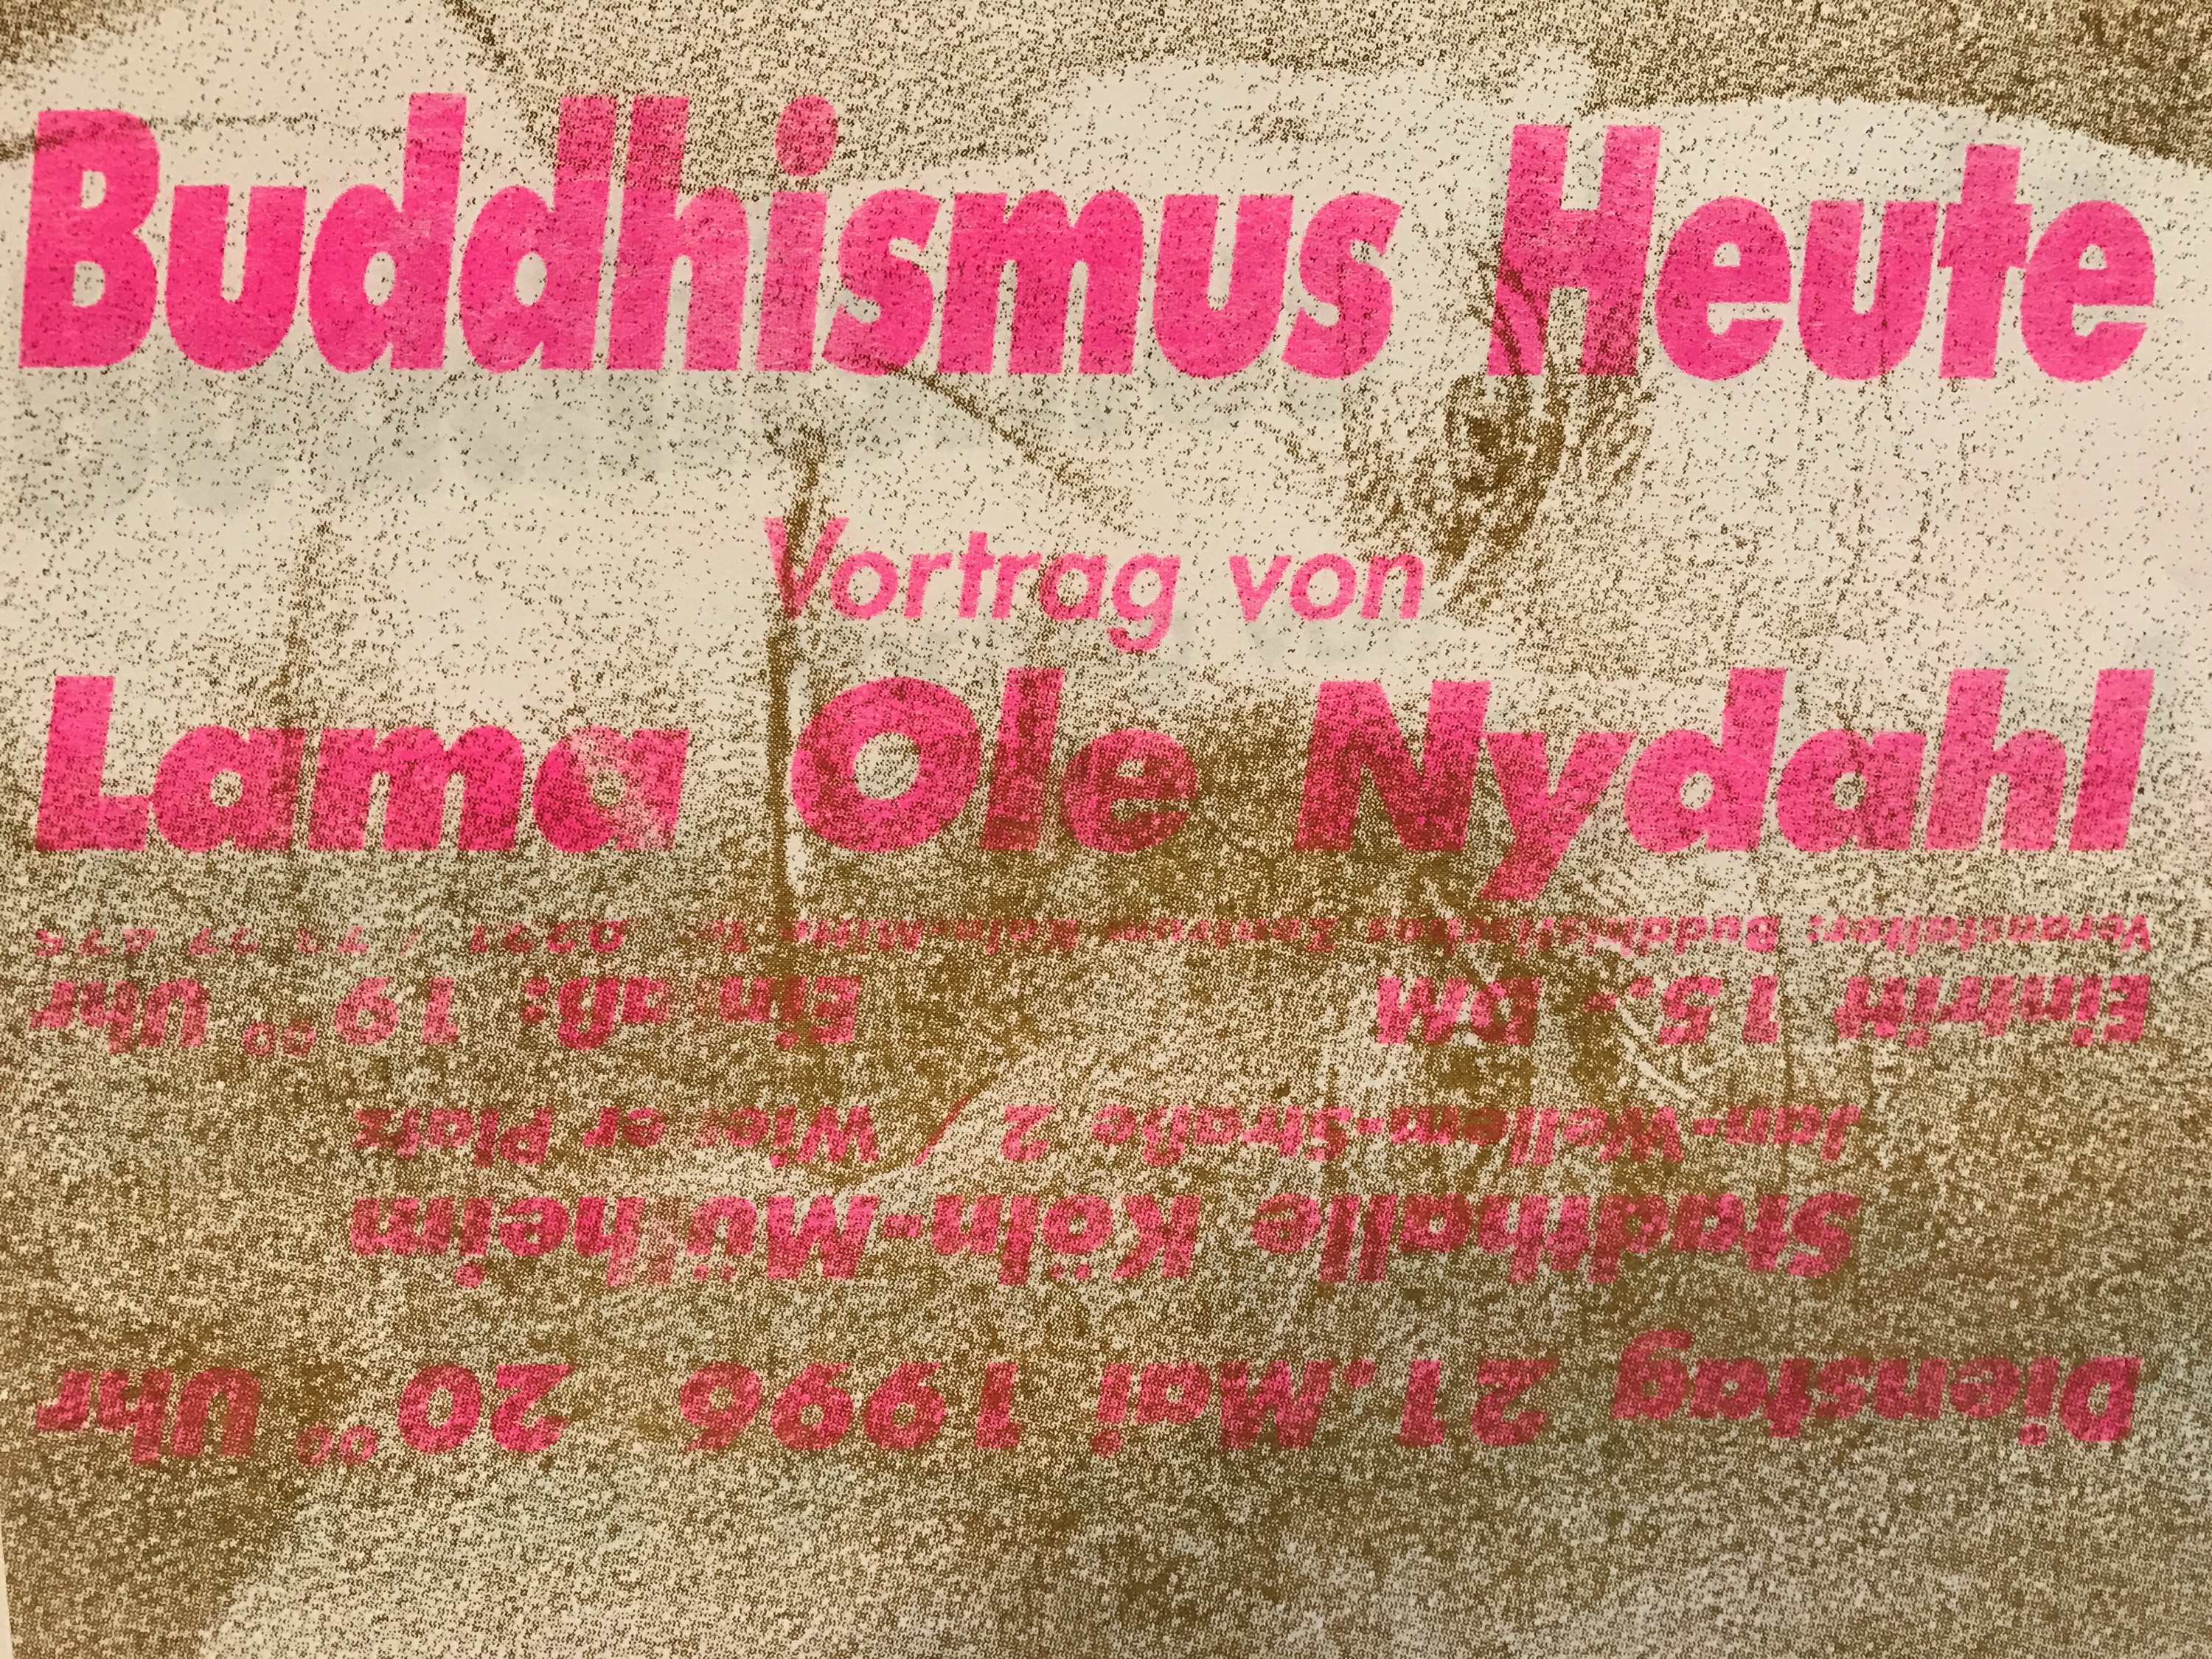 Buddhismus Heute
Vortrag von
Lama Ole Nydahl
Dienstag 21.Mai 1996 20°° Uhr
Stadthalle Köln-Mülheim
Jan-Wellem-Straße 2 / Wiener Platz
Eintritt 15.- DM Einlaß: 19°° Uhr
Veranstalter: Buddhistisches Zentrum 0221 /